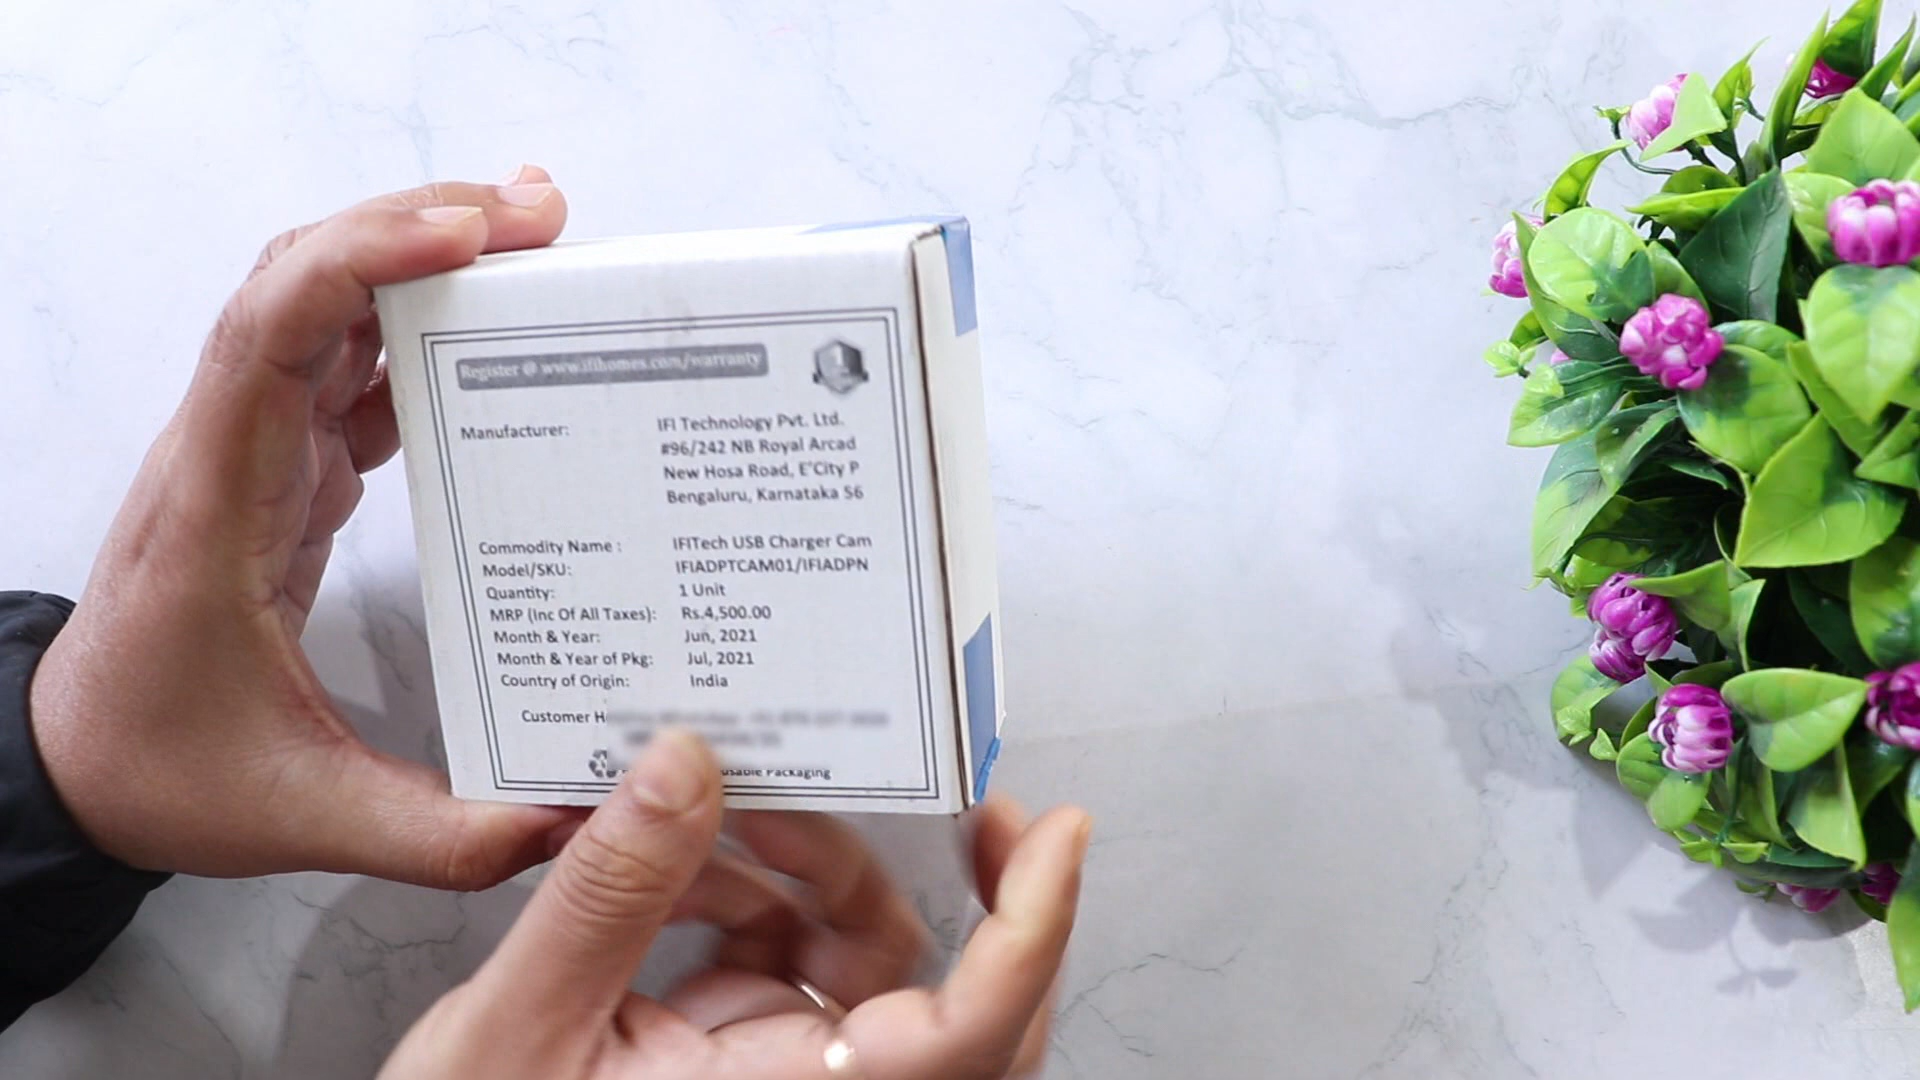 Register @ www.ifihomes.com/warranty
1
Manufacturer: IFI Technology Pvt. Ltd.
#96/242 NB Royal Arcad
New Hosa Road, E'City P
Bengaluru, Karnataka 56
Commodity Name : IFITech USB Charger Cam
Model/SKU: IFIADPTCAM01/IFIADPN
Quantity: 1 Unit
MRP (Inc Of All Taxes): Rs.4,500.00
Month & Year: Jun, 2021
Month & Year of Pkg: Jul, 2021
Country of Origin: India
Customer H
usable Packaging